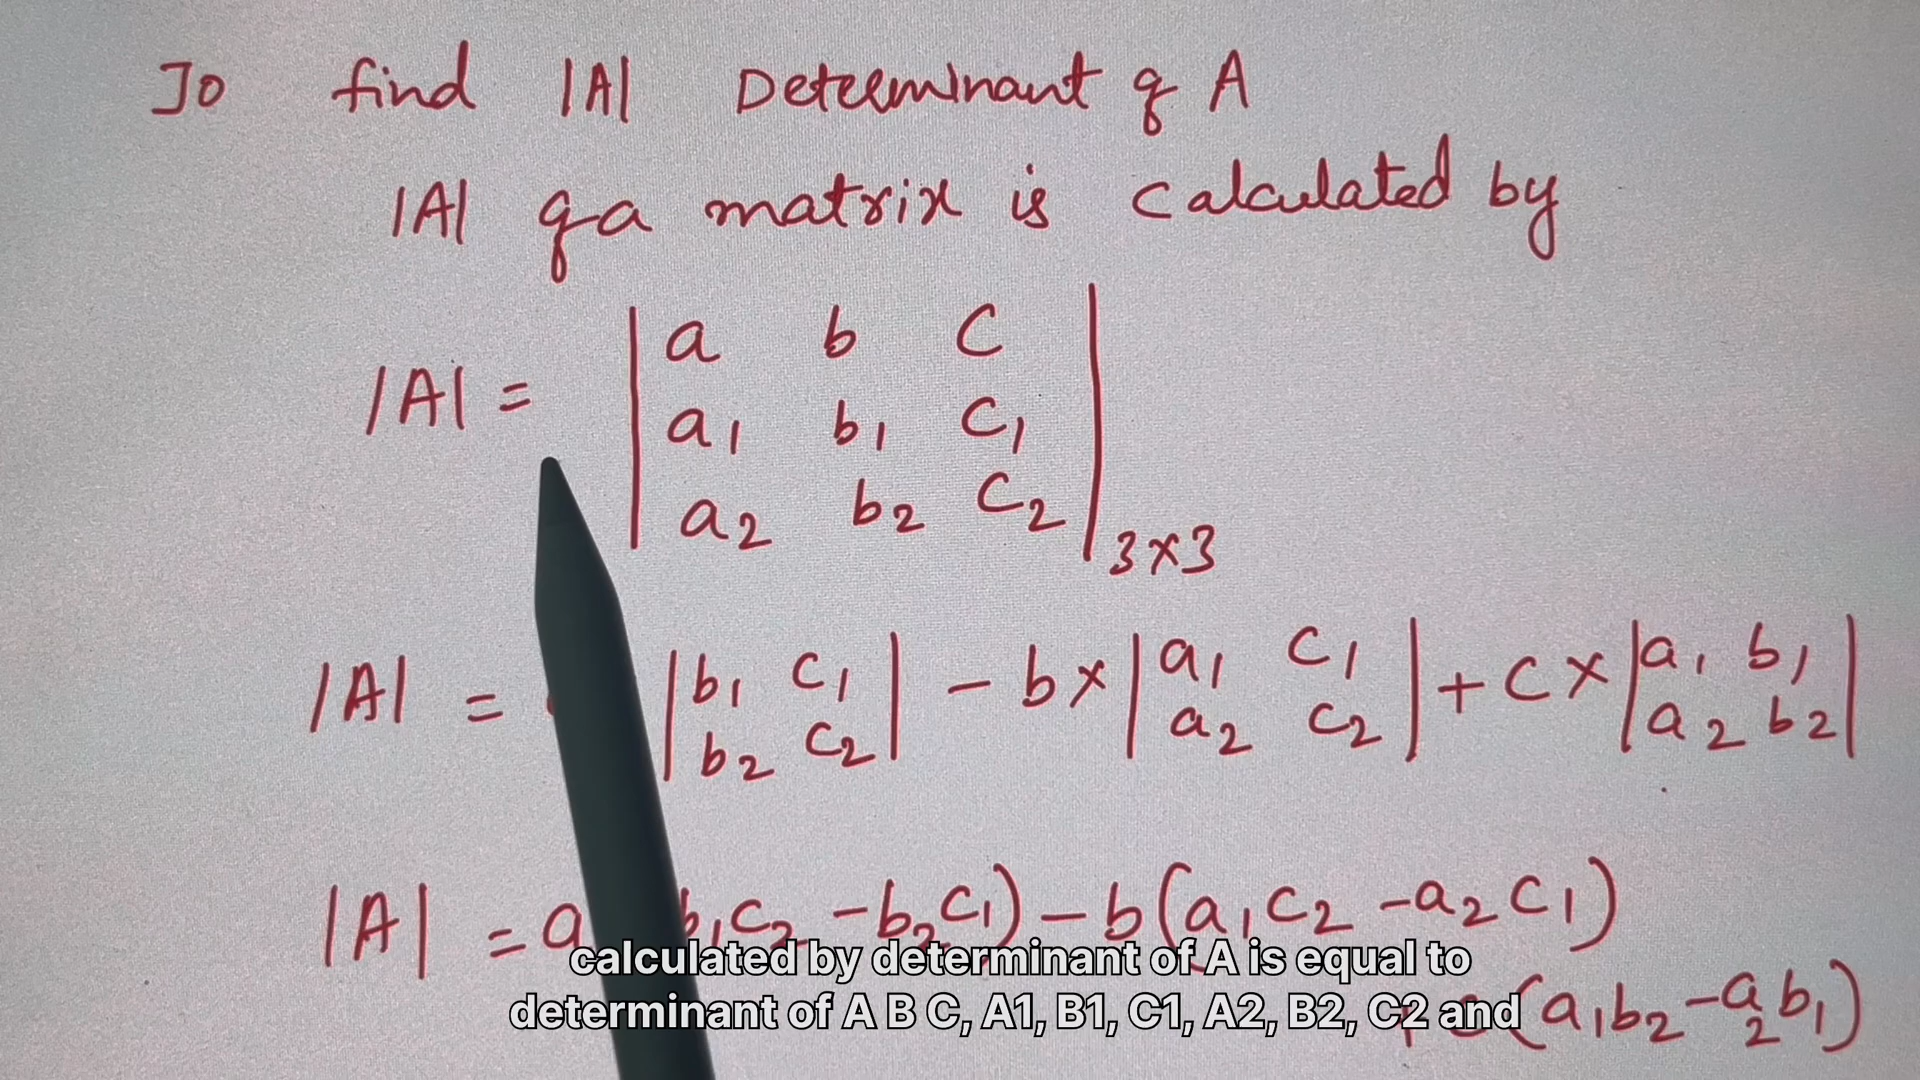 To find |A| Determinant of A
|A| of a matrix is calculated by
|A| = | a b c |
| a1 b1 c1 |
| a2 b2 c2 | 3×3
|A| = | b1 c1 | - b × | a1 c1 | + c × | a1 b1 |
| b2 c2 | | a2 c2 | | a2 b2 |
|A| = a b1c2 - b2c1) - b(a1c2 - a2c1)
+ c(a1b2 - a2b1)
calculated by determinant of A is equal to
determinant of A B C, A1, B1, C1, A2, B2, C2 and